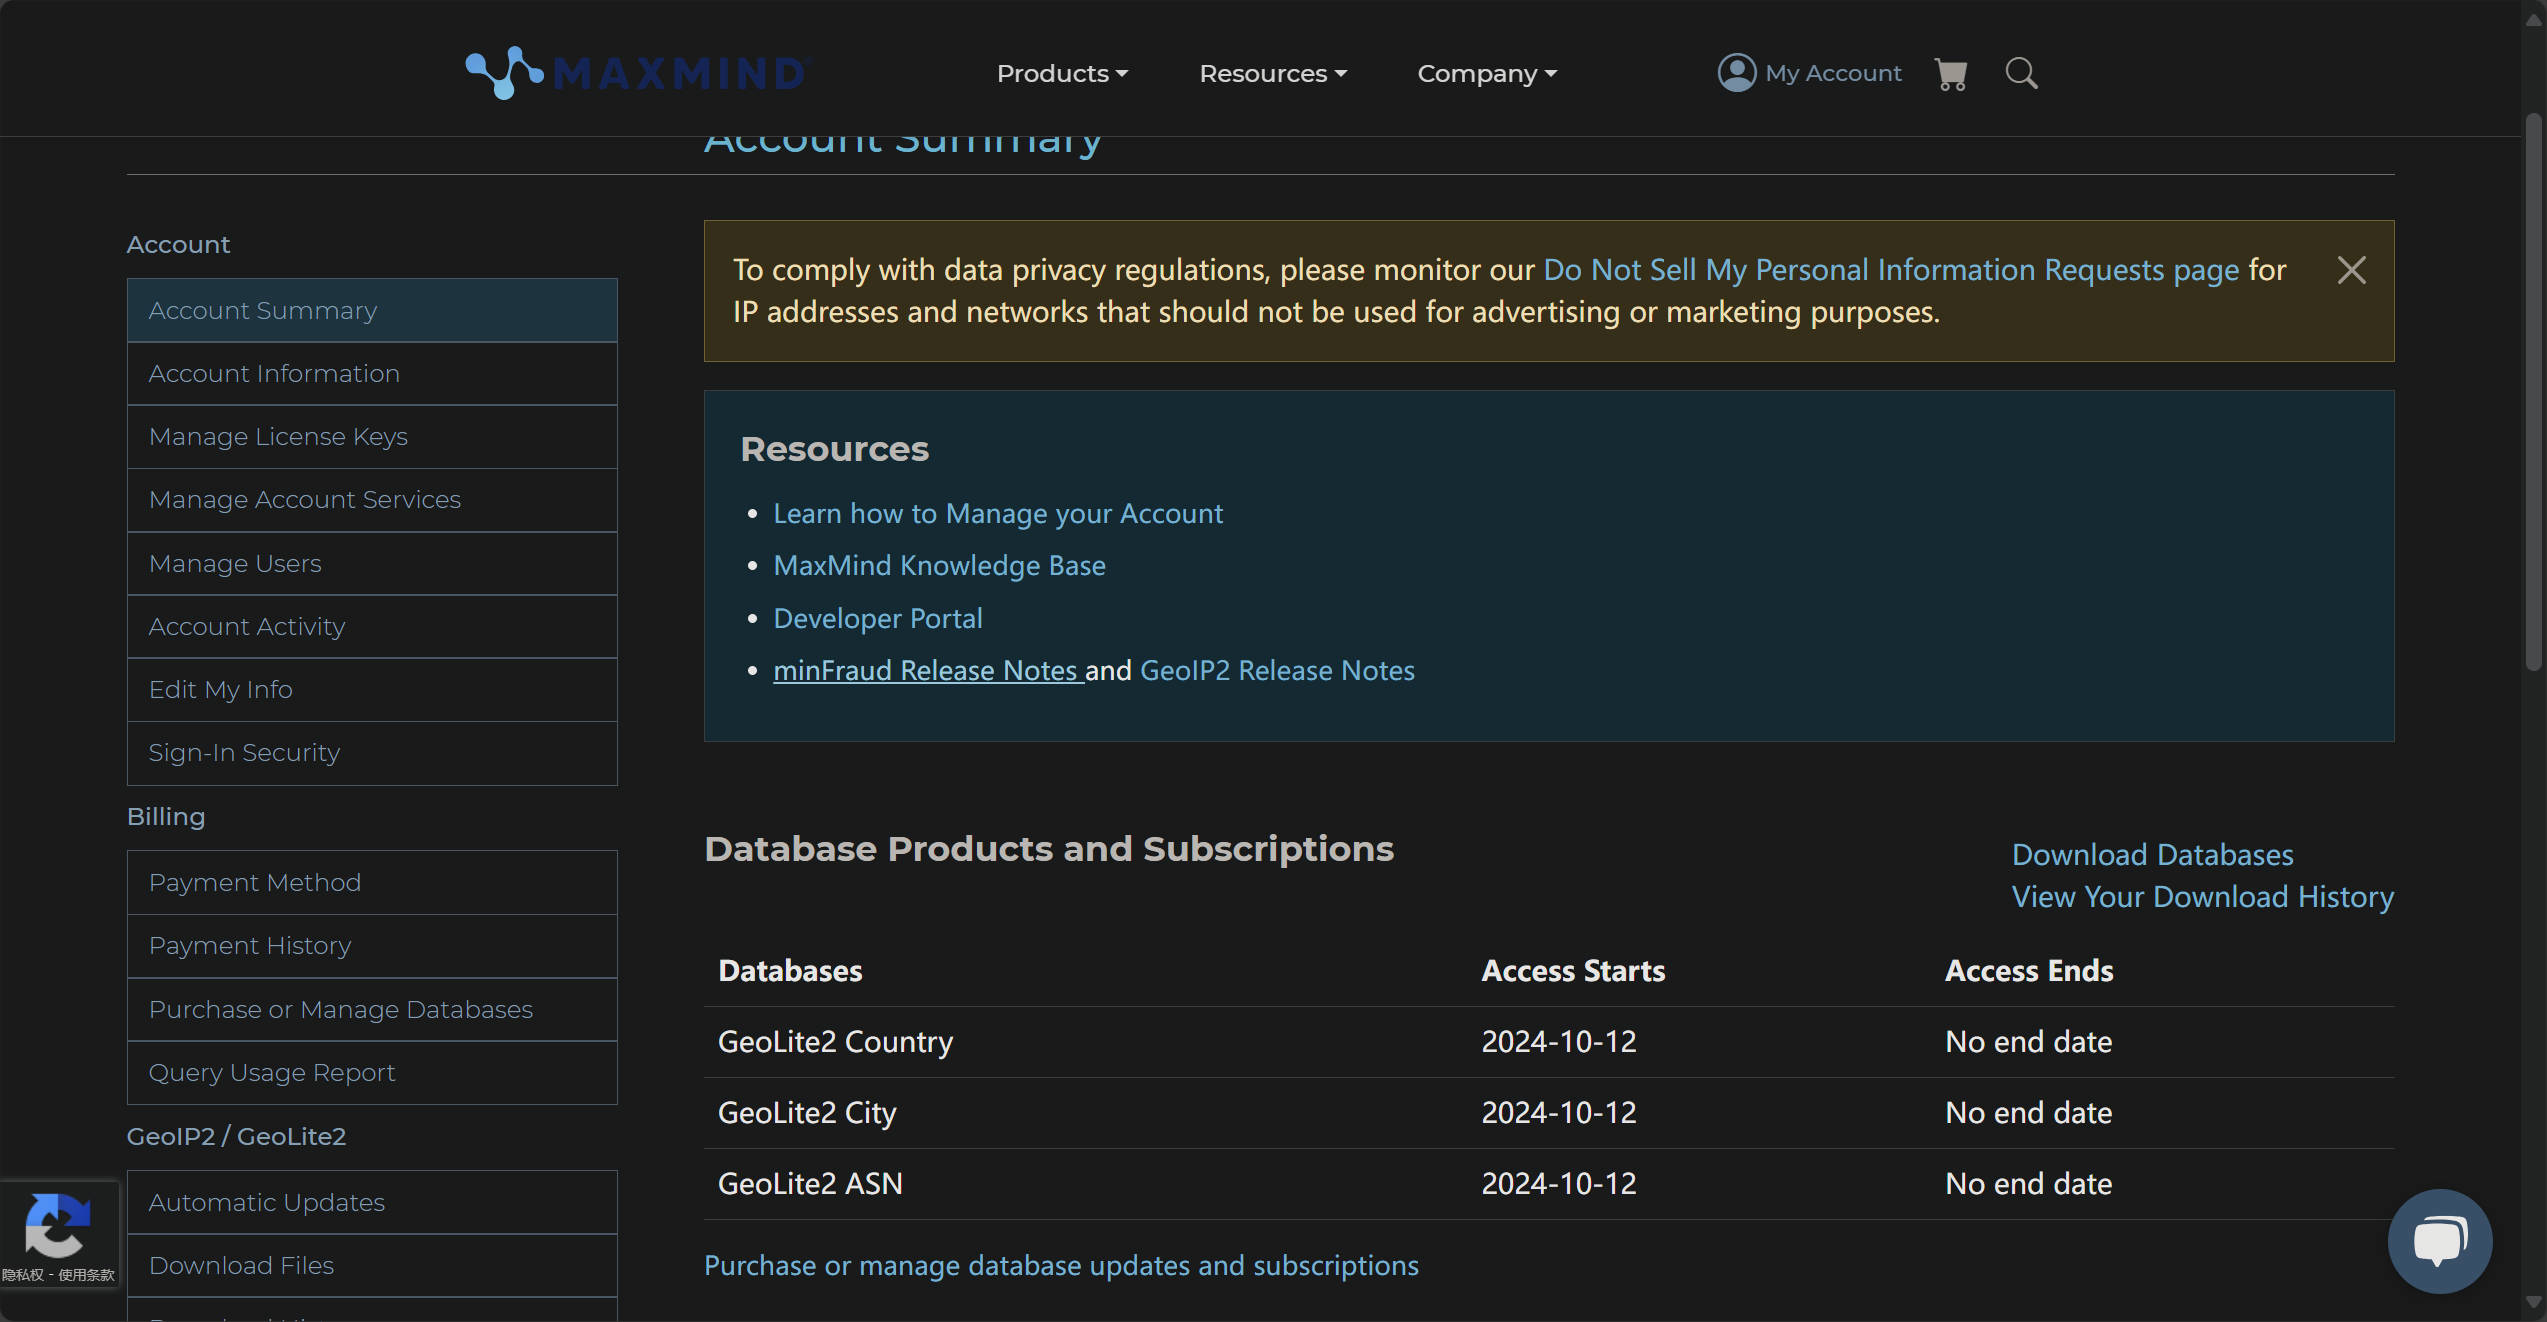 MAXMIND
Products
Resources
Company
My Account
Account Summary
Account
Account Summary
Account Information
Manage License Keys
Manage Account Services
Manage Users
Account Activity
Edit My Info
Sign-In Security
Billing
Payment Method
Payment History
Purchase or Manage Databases
Query Usage Report
GeoIP2 / GeoLite2
Automatic Updates
Download Files
To comply with data privacy regulations, please monitor our Do Not Sell My Personal Information Requests page for
IP addresses and networks that should not be used for advertising or marketing purposes.
Resources
• Learn how to Manage your Account
• MaxMind Knowledge Base
• Developer Portal
• minFraud Release Notes and GeoIP2 Release Notes
Database Products and Subscriptions
Download Databases
View Your Download History
Databases Access Starts Access Ends
GeoLite2 Country 2024-10-12 No end date
GeoLite2 City 2024-10-12 No end date
GeoLite2 ASN 2024-10-12 No end date
Purchase or manage database updates and subscriptions
隐私权 - 使用条款